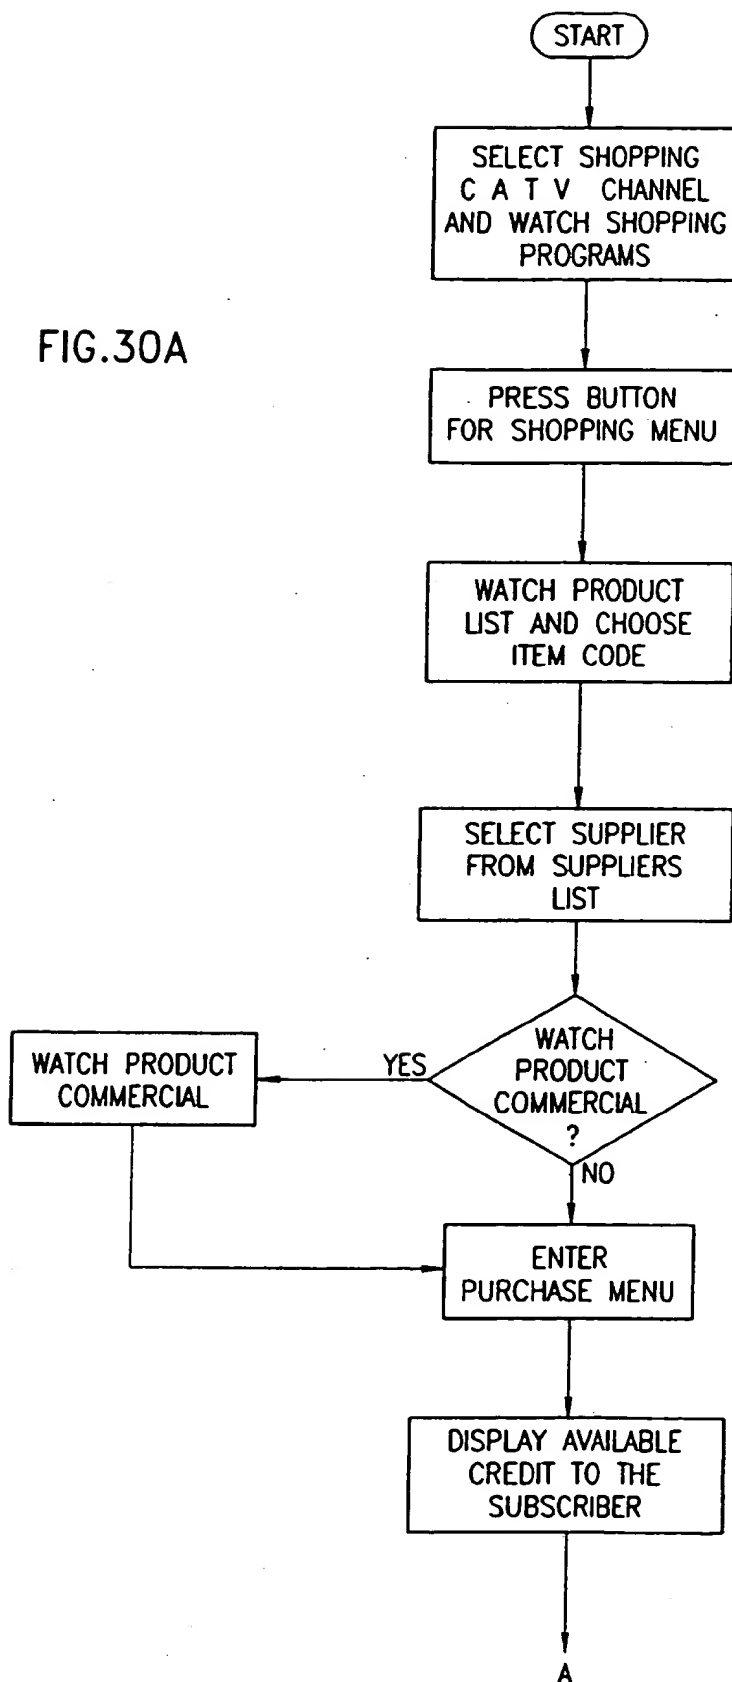 START
SELECT SHOPPING
C A T V CHANNEL
AND WATCH SHOPPING
PROGRAMS
FIG.30A
PRESS BUTTON
FOR SHOPPING MENU
WATCH PRODUCT
LIST AND CHOOSE
ITEM CODE
SELECT SUPPLIER
FROM SUPPLIERS
LIST
WATCH PRODUCT
COMMERCIAL
YES
WATCH
PRODUCT
COMMERCIAL
?
NO
ENTER
PURCHASE MENU
DISPLAY AVAILABLE
CREDIT TO THE
SUBSCRIBER
A